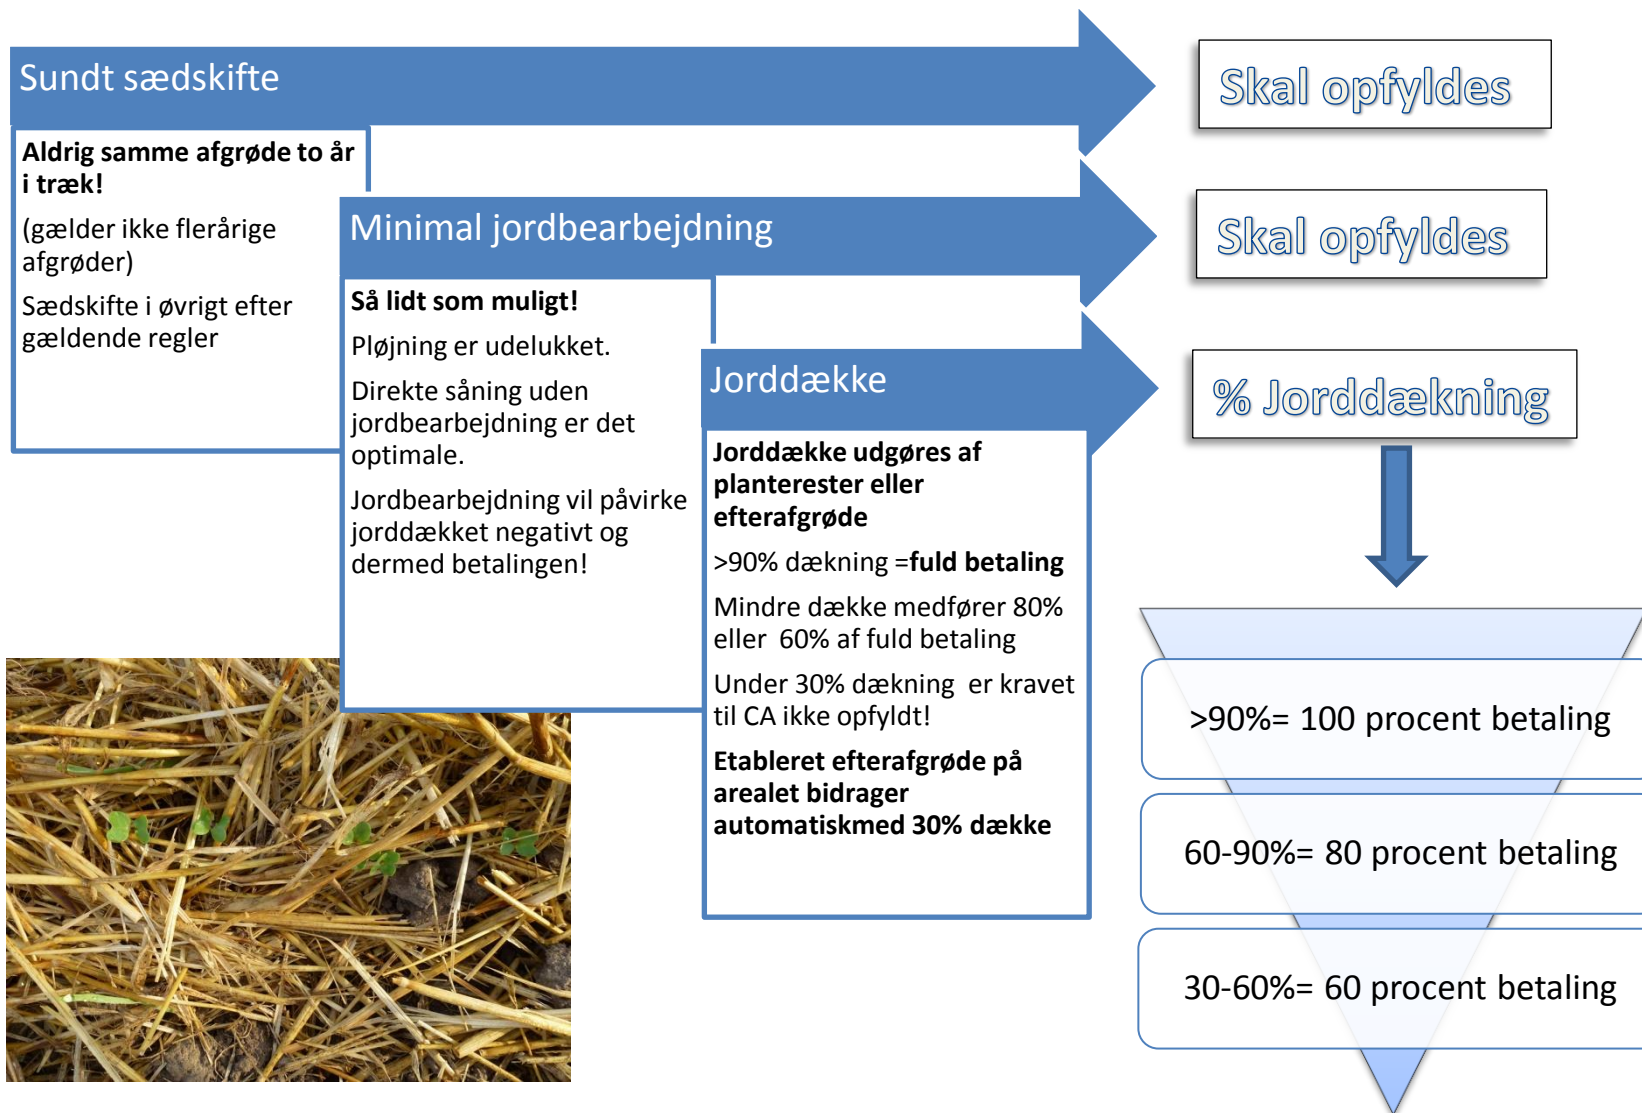 Sundt sædskifte
Skal opfyldes
Aldrig samme afgrøde to år
i træk!
(gælder ikke flerårige
afgrøder)
Sædskifte i øvrigt efter
gældende regler
Minimal jordbearbejdning
Skal opfyldes
Så lidt som muligt!
Pløjning er udelukket.
Direkte såning uden
jordbearbejdning er det
optimale.
Jordbearbejdning vil påvirke
jorddækket negativt og
dermed betalingen!
Jorddække
% Jorddækning
Jorddække udgøres af
planterester eller
efterafgrøde
>90% dækning =fuld betaling
Mindre dække medfører 80%
eller  60% af fuld betaling
Under 30% dækning  er kravet
til CA ikke opfyldt!
Etableret efterafgrøde på
arealet bidrager
automatiskmed 30% dække
>90%= 100 procent betaling
60-90%= 80 procent betaling
30-60%= 60 procent betaling